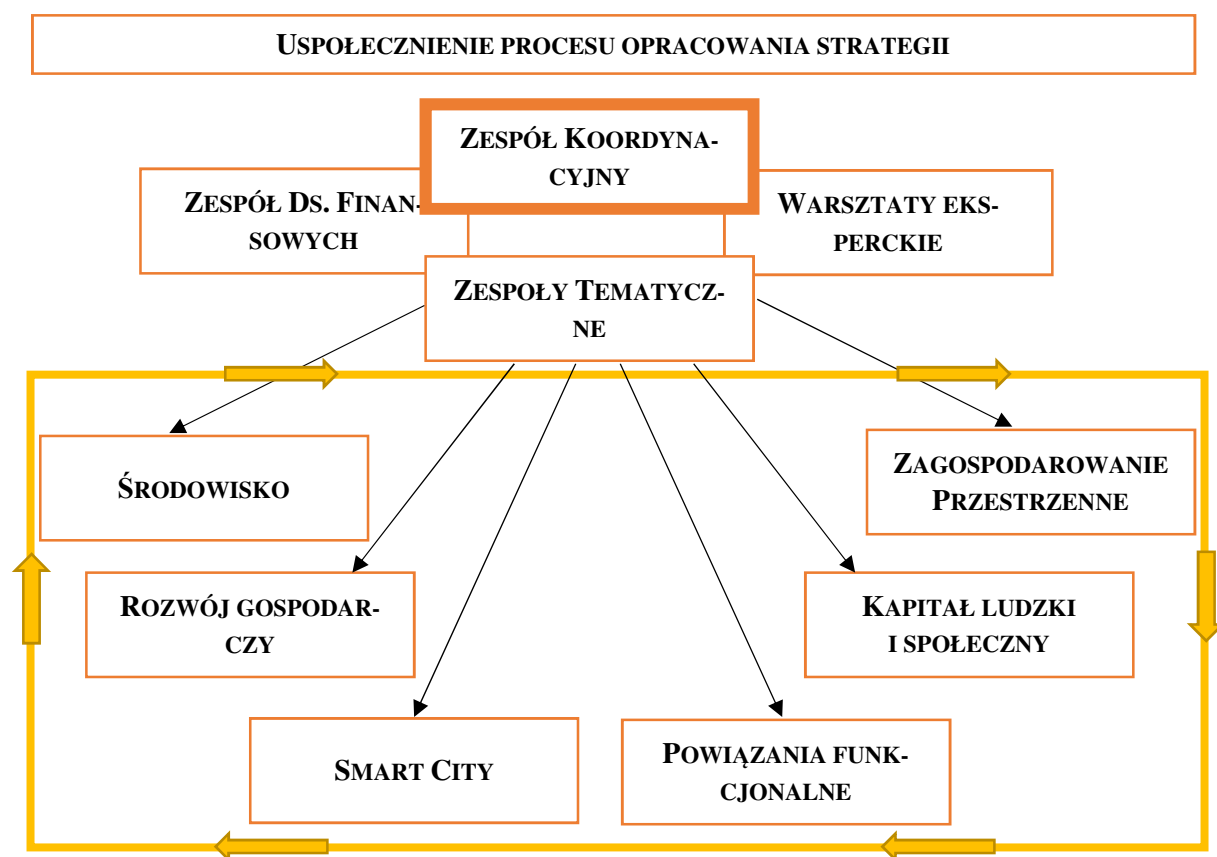 USPOŁECZNIENIE PROCESU OPRACOWANIA STRATEGII
ZESPÓŁ KOORDYNA-
CYJNY
ZESPÓŁ DS. FINAN-
SOWYCH
WARSZTATY EKS-
PERCKIE
ZESPOŁY TEMATYCZ-
NE
ŚRODOWISKO
ZAGOSPODAROWANIE
PRZESTRZENNE
ROZWÓJ GOSPODAR-
CZY
KAPITAŁ LUDZKI
I SPOŁECZNY
SMART CITY
POWIĄZANIA FUNK-
CJONALNE